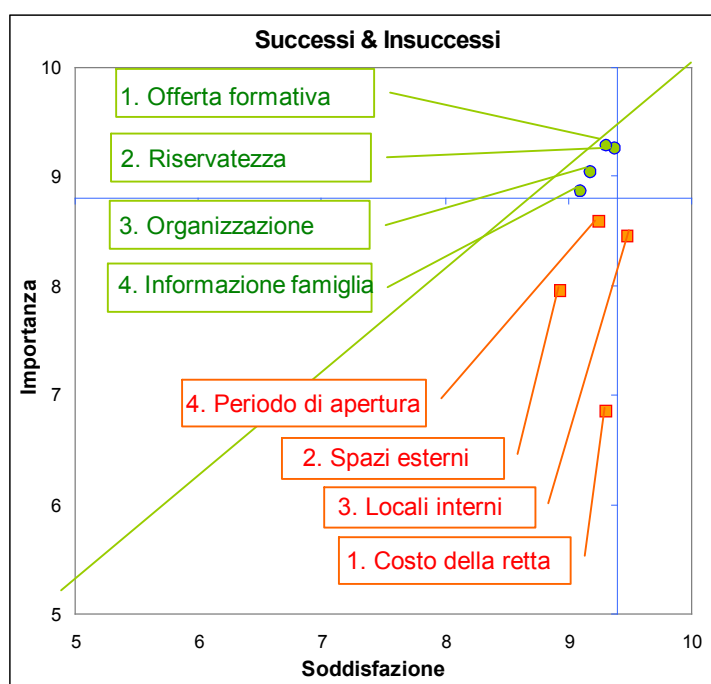 Successi & Insuccessi
10
9
8
7
6
5
Importanza
1. Offerta formativa
2. Riservatezza
3. Organizzazione
4. Informazione famiglia
4. Periodo di apertura
2. Spazi esterni
3. Locali interni
1. Costo della retta
5 6 7 8 9 10
Soddisfazione